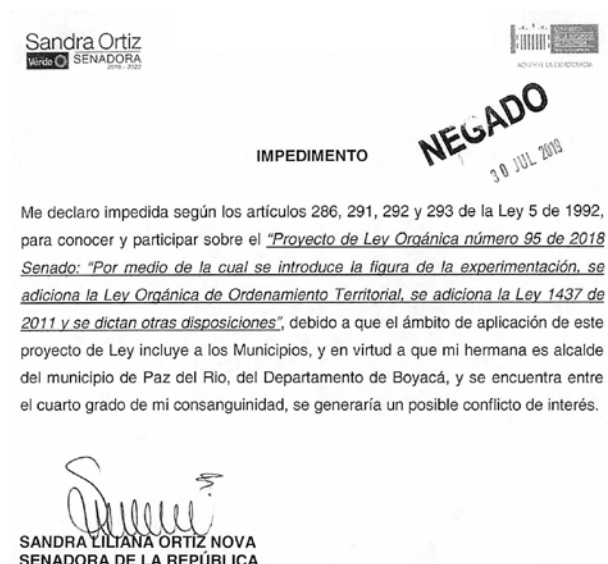 Sandra Ortiz
Verde SENADORA
2018 - 2022
AQUÍ VIVE LA DEMOCRACIA
NEGADO
30 JUL 2019
IMPEDIMENTO
Me declaro impedida según los artículos 286, 291, 292 y 293 de la Ley 5 de 1992,
para conocer y participar sobre el "Proyecto de Ley Orgánica número 95 de 2018
Senado: "Por medio de la cual se introduce la figura de la experimentación, se
adiciona la Ley Orgánica de Ordenamiento Territorial, se adiciona la Ley 1437 de
2011 y se dictan otras disposiciones", debido a que el ámbito de aplicación de este
proyecto de Ley incluye a los Municipios, y en virtud a que mi hermana es alcalde
del municipio de Paz del Rio, del Departamento de Boyacá, y se encuentra entre
el cuarto grado de mi consanguinidad, se generaría un posible conflicto de interés.
SANDRA LILIANA ORTIZ NOVA
SENADORA DE LA REPÚBLICA